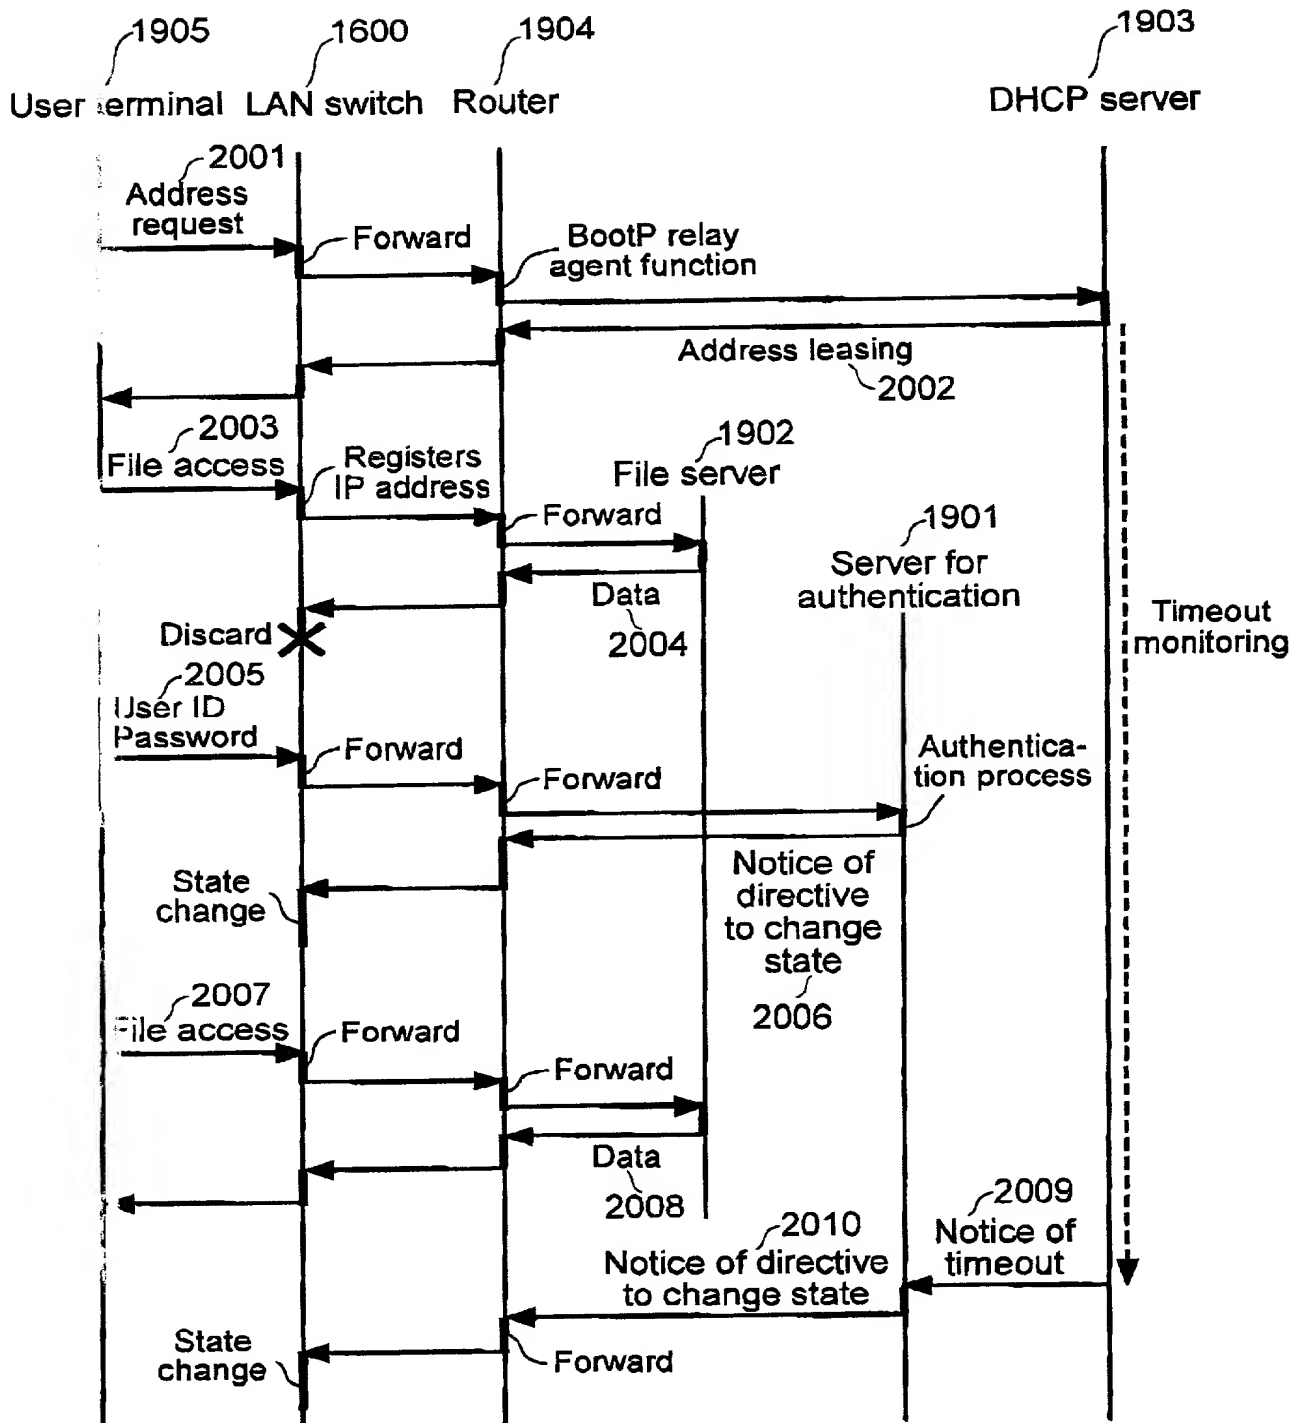 1905
1600
1904
1903
User terminal
LAN switch
Router
DHCP server
2001
Address
request
Forward
BootP relay
agent function
Address leasing
2002
2003
File access
Registers
IP address
1902
File server
Forward
1901
Server for
authentication
Data
2004
Timeout
monitoring
Discard
2005
User ID
Password
Forward
Forward
Authentica-
tion process
State
change
Notice of
directive
to change
state
2006
2007
File access
Forward
Forward
Data
2008
2009
Notice of
timeout
2010
Notice of directive
to change state
State
change
Forward